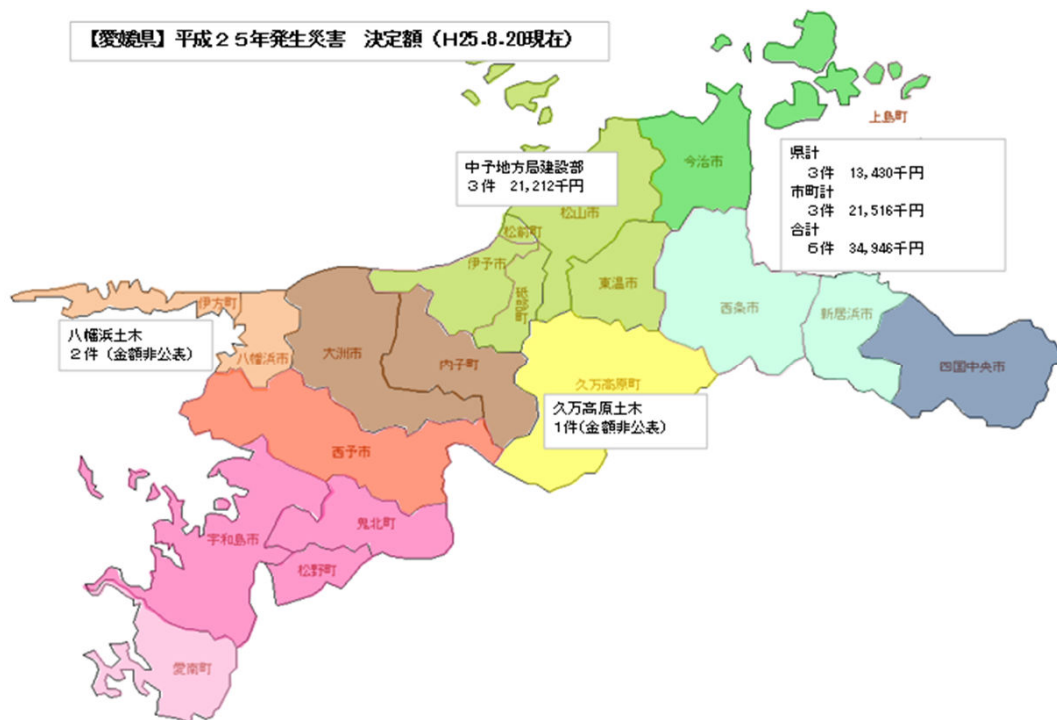 【愛媛県】平成２５年発生災害　決定額（H25-8-20現在）
上島町
今治市
県計
３件　13,430千円
市町計
３件　21,516千円
合計
６件　34,946千円
中予地方局建設部
３件　21,212千円
松山市
松前町
伊予市
砥部町
東温市
西条市
新居浜市
四国中央市
伊方町
八幡浜土木
２件（金額非公表）
八幡浜市
大洲市
内子町
久万高原町
久万高原土木
１件(金額非公表)
西予市
宇和島市
鬼北町
松野町
愛南町